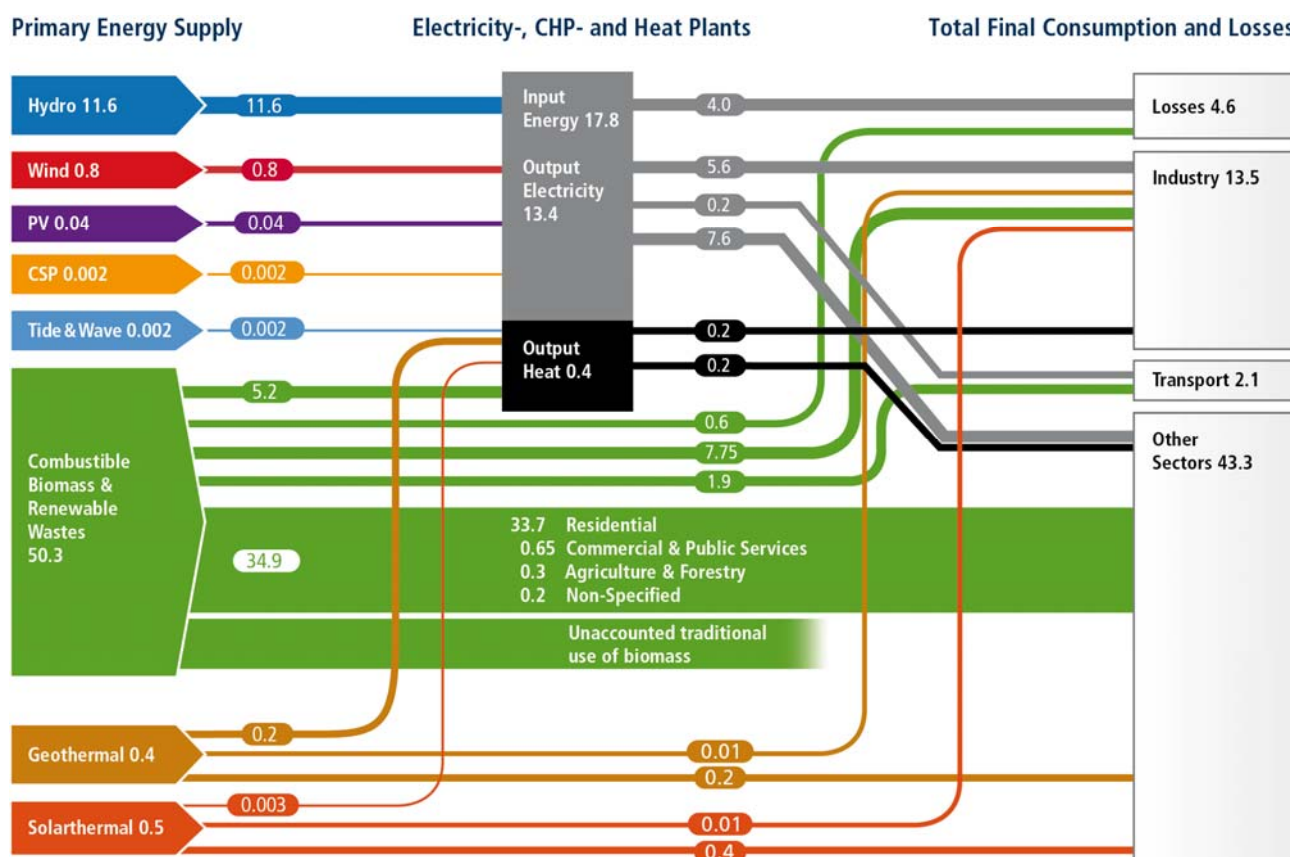 Primary Energy Supply
Electricity-, CHP- and Heat Plants
Total Final Consumption and Losses
Hydro 11.6
11.6
Input
Energy 17.8
4.0
Losses 4.6
Wind 0.8
0.8
Output
Electricity
13.4
5.6
Industry 13.5
PV 0.04
0.04
0.2
7.6
CSP 0.002
0.002
Tide & Wave 0.002
0.002
Output
Heat 0.4
0.2
0.2
Transport 2.1
Combustible
Biomass &
Renewable
Wastes
50.3
5.2
0.6
7.75
1.9
Other
Sectors 43.3
34.9
33.7 Residential
0.65 Commercial & Public Services
0.3 Agriculture & Forestry
0.2 Non-Specified
Unaccounted traditional
use of biomass
Geothermal 0.4
0.2
0.01
0.2
Solarthermal 0.5
0.003
0.01
0.4